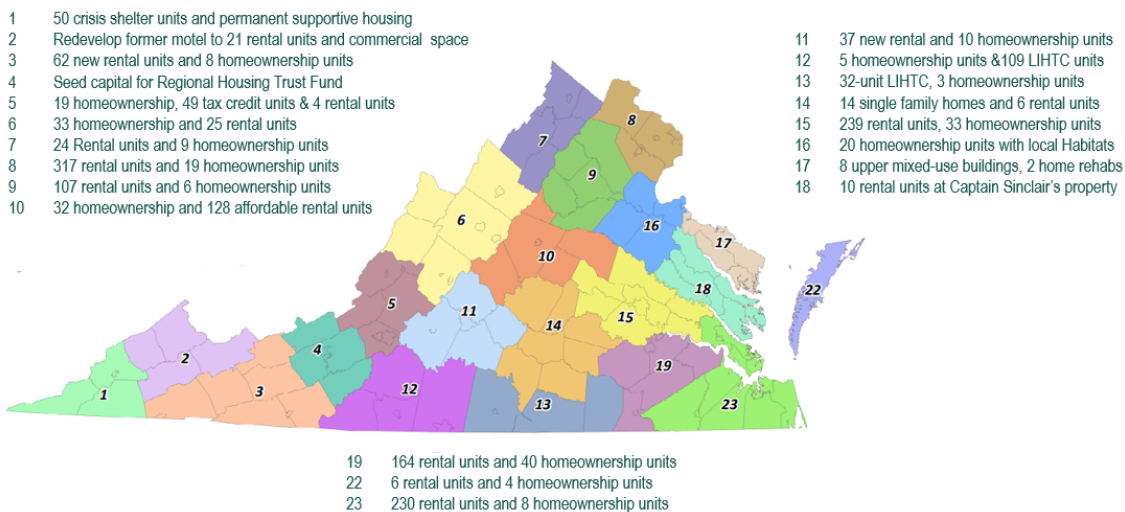 1 50 crisis shelter units and permanent supportive housing
2 Redevelop former motel to 21 rental units and commercial space
3 62 new rental units and 8 homeownership units
4 Seed capital for Regional Housing Trust Fund
5 19 homeownership, 49 tax credit units & 4 rental units
6 33 homeownership and 25 rental units
7 24 Rental units and 9 homeownership units
8 317 rental units and 19 homeownership units
9 107 rental units and 6 homeownership units
10 32 homeownership and 128 affordable rental units
11 37 new rental and 10 homeownership units
12 5 homeownership units &109 LIHTC units
13 32-unit LIHTC, 3 homeownership units
14 14 single family homes and 6 rental units
15 239 rental units, 33 homeownership units
16 20 homeownership units with local Habitats
17 8 upper mixed-use buildings, 2 home rehabs
18 10 rental units at Captain Sinclair's property
7
8
9
6
16
17
10
22
18
5
11
15
14
2
4
19
3
12
1
13
23
19 164 rental units and 40 homeownership units
22 6 rental units and 4 homeownership units
23 230 rental units and 8 homeownership units